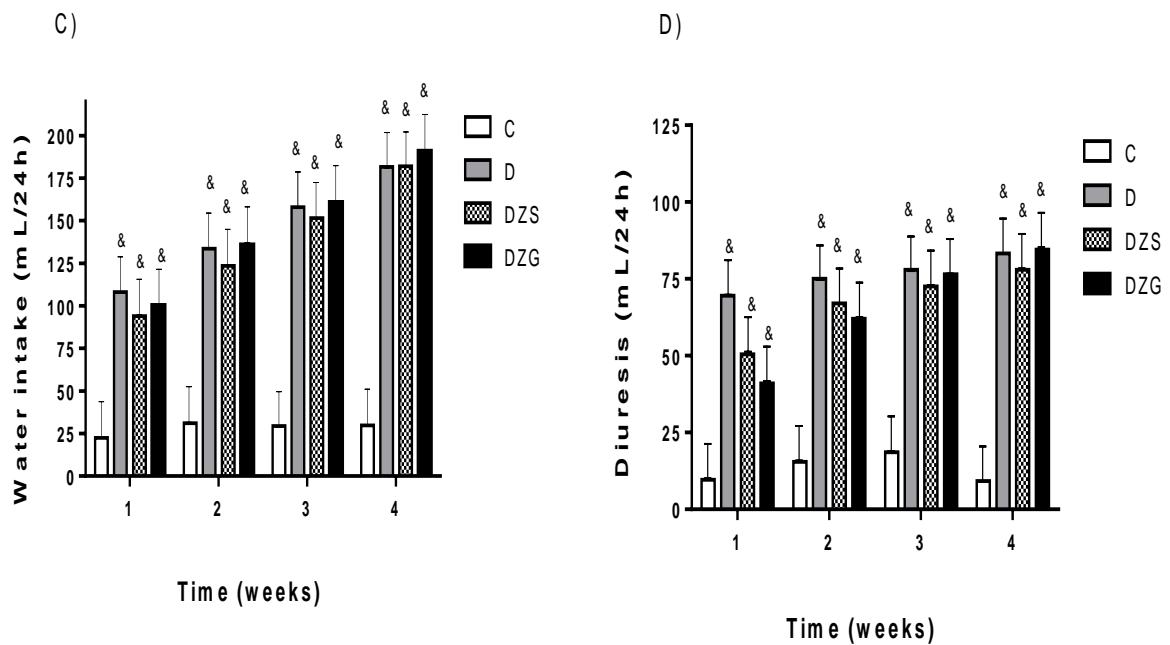 C)
Water intake (mL/24h)
200
175
150
125
100
75
50
25
0
& & &
& & &
& & &
& & &
1 2 3 4
Time (weeks)
C
D
DZS
DZG
D)
Diuresis (mL/24h)
125
100
75
50
25
0
& & &
& & &
& & &
& & &
1 2 3 4
Time (weeks)
C
D
DZS
DZG